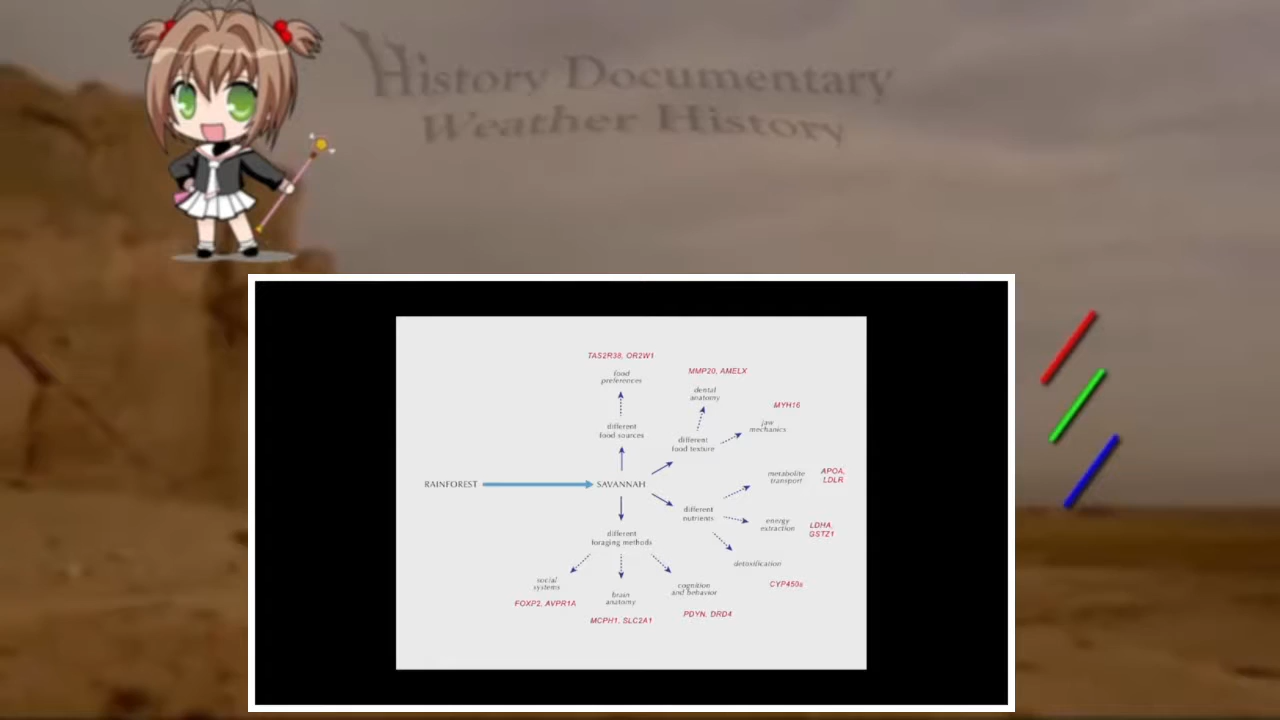 History Documentary
Weather History
TAS2R38, OR2W1
food
preferences
MMP20, AMELX
dental
anatomy
MYH16
jaw
mechanics
different
food sources
different
food texture
RAINFOREST
SAVANNAH
metabolite
transport
APOA,
LDLR
different
nutrients
energy
extraction
LDHA,
GSTZ1
different
foraging methods
detoxification
CYP450s
social
systems
FOXP2, AVPR1A
brain
anatomy
MCPH1, SLC2A1
cognition
and behavior
PDYN, DRD4